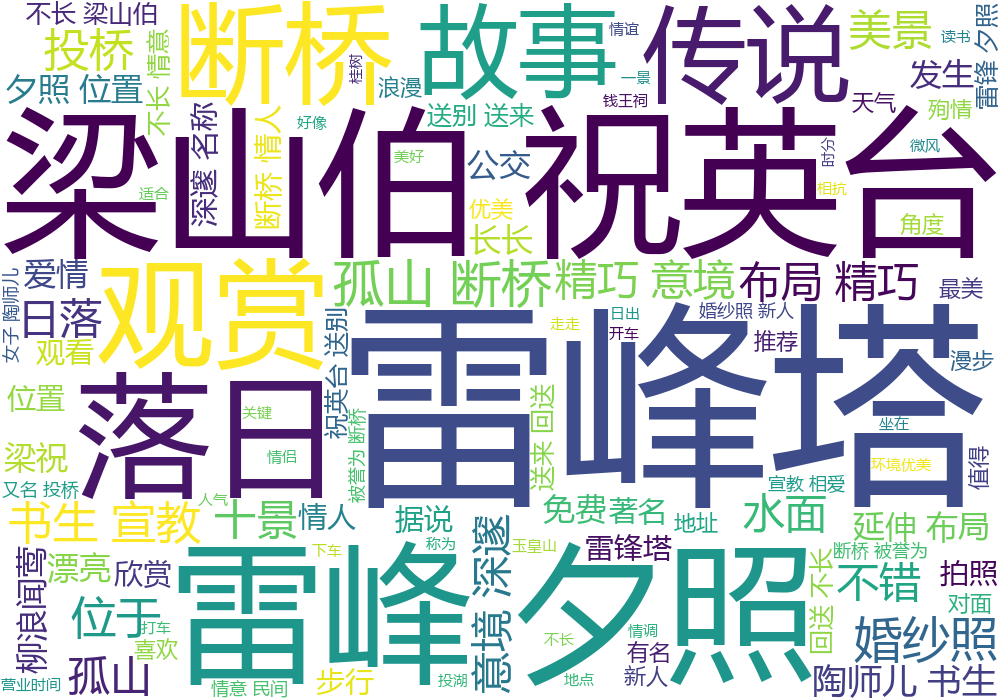 不长 梁山伯
断桥
故事
情谊
传说
美景
读书
雷锋 夕照
投桥
不长 情意
桂树
浪漫
一景
发生
夕照 位置
钱王祠
天气
殉情
深邃 名称
断桥 情人
好像
送别 送来
梁山伯 祝英台
美好
公交
时分
微风
适合
优美
相抗
长长
角度
女子 陶师儿
爱情
观赏
孤山 断桥
精巧 意境
布局 精巧
最美
日落
祝英台 送别
雷峰塔
走走
日出
开车
婚纱照 新人
推荐
漫步
观看
位置
落日
关键
被誉为 断桥
送来 回送
坐在
梁祝
情侣
环境优美
值得
又名 投桥
人气
宣教 相爱
书生 宣教
十景
情人
据说
免费
著名
地址
水面
延伸 布局
柳浪闻莺
漂亮
欣赏
下车
称为
意境 深邃
玉皇山
雷锋塔
断桥 被誉为
雷峰夕照
回送 不长
不错
拍照
位于
打车
喜欢
不长
情调
有名
对面
婚纱照
营业时间
孤山
情意 民间
步行
投湖
地点
新人
陶师儿 书生